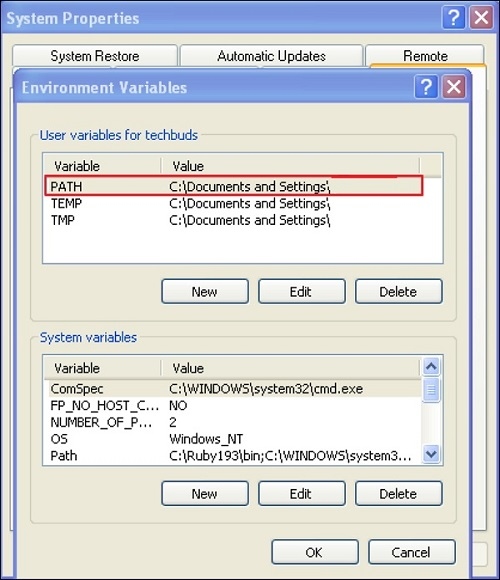 System Properties
System Restore Automatic Updates Remote
Environment Variables
User variables for techbuds
Variable Value
PATH C:\Documents and Settings\
TEMP C:\Documents and Settings\
TMP C:\Documents and Settings\
New Edit Delete
System variables
Variable Value
ComSpec C:\WINDOWS\system32\cmd.exe
FP_NO_HOST_C... NO
NUMBER_OF_P... 2
OS Windows_NT
Path C:\Ruby193\bin;C:\WINDOWS\system3...
New Edit Delete
OK Cancel